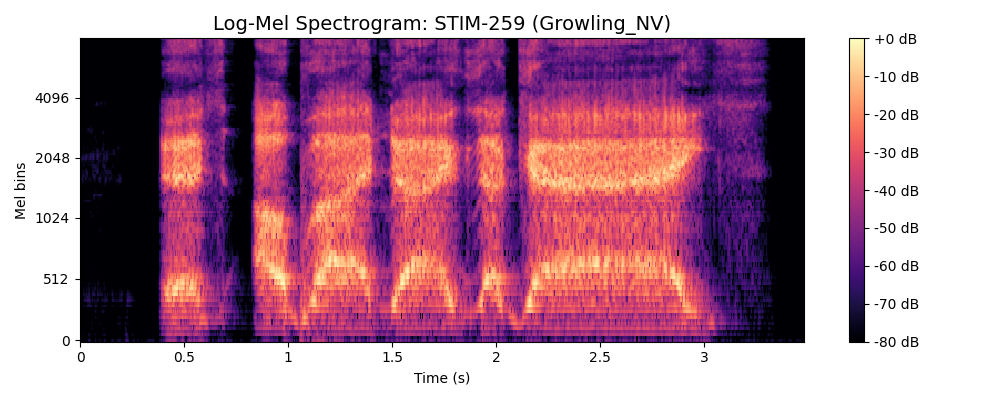 Log-Mel Spectrogram: STIM-259 (Growling_NV)
Mel bins
4096
2048
1024
512
0
0 0.5 1 1.5 2 2.5 3
Time (s)
+0 dB
-10 dB
-20 dB
-30 dB
-40 dB
-50 dB
-60 dB
-70 dB
-80 dB